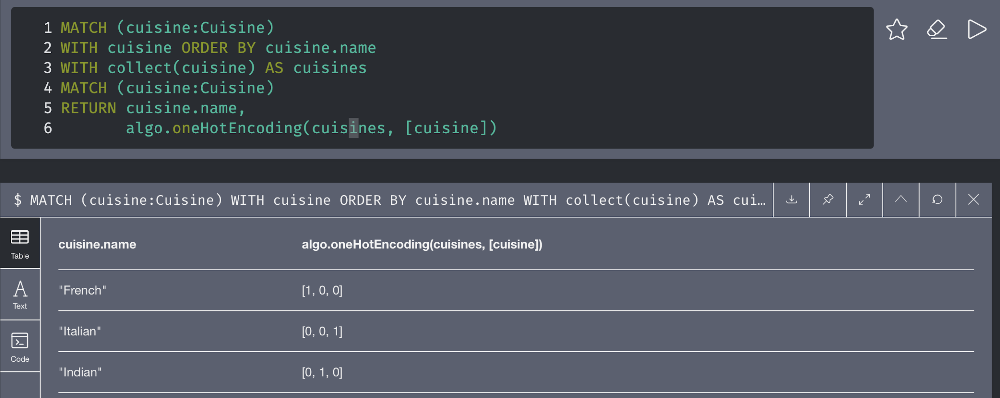 1 MATCH (cuisine:Cuisine)
2 WITH cuisine ORDER BY cuisine.name
3 WITH collect(cuisine) AS cuisines
4 MATCH (cuisine:Cuisine)
5 RETURN cuisine.name,
6        algo.oneHotEncoding(cuisines, [cuisine])
$ MATCH (cuisine:Cuisine) WITH cuisine ORDER BY cuisine.name WITH collect(cuisine) AS cui…
Table
Text
Code
cuisine.name algo.oneHotEncoding(cuisines, [cuisine])
"French" [1, 0, 0]
"Italian" [0, 0, 1]
"Indian" [0, 1, 0]